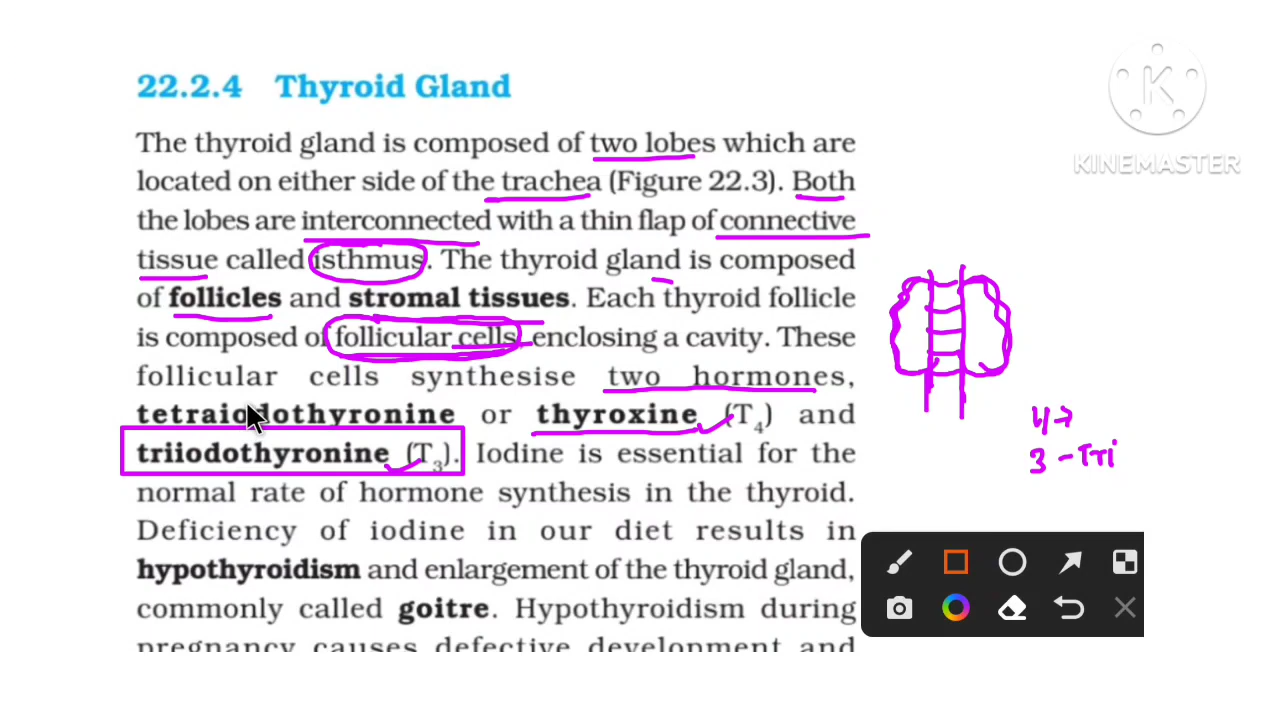 22.2.4 Thyroid Gland
The thyroid gland is composed of two lobes which are
located on either side of the trachea (Figure 22.3). Both
the lobes are interconnected with a thin flap of connective
tissue called isthmus. The thyroid gland is composed
of follicles and stromal tissues. Each thyroid follicle
is composed of follicular cells, enclosing a cavity. These
follicular cells synthesise two hormones,
tetraiodothyronine or thyroxine (T4) and
triiodothyronine (T3). Iodine is essential for the
normal rate of hormone synthesis in the thyroid.
Deficiency of iodine in our diet results in
hypothyroidism and enlargement of the thyroid gland,
commonly called goitre. Hypothyroidism during
pregnancy causes defective development and
K
KINEMASTER
4 →
3 - Tri